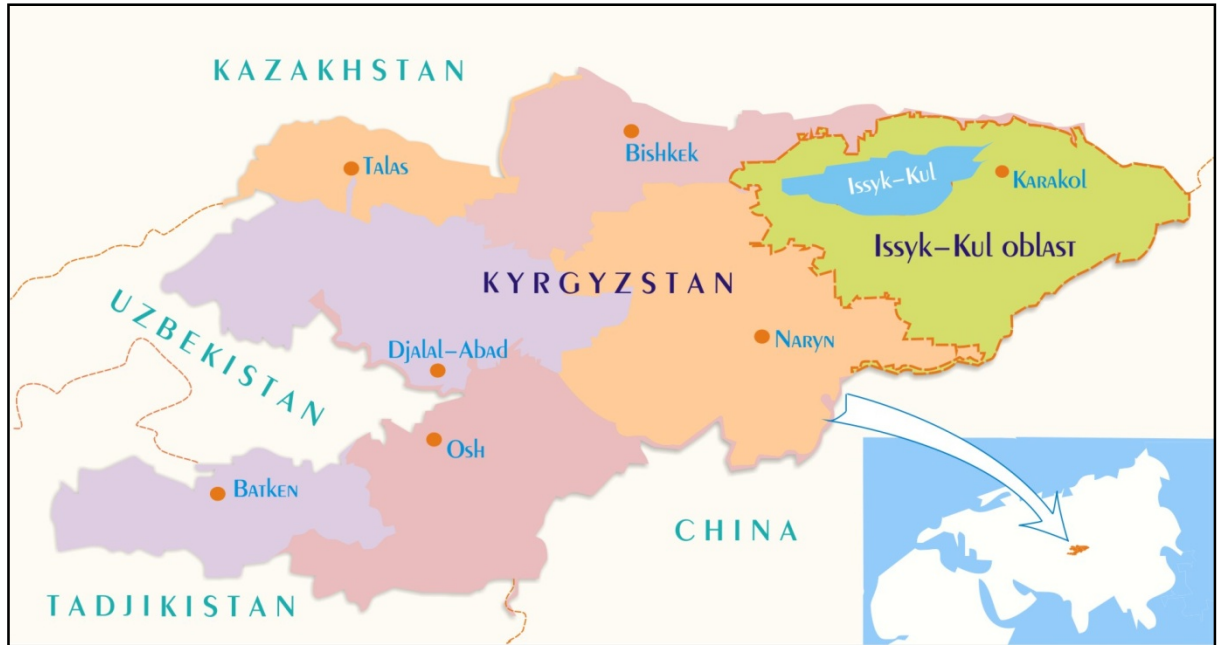 KAZAKHSTAN
Bishkek
Talas
Issyk-Kul
Karakol
Issyk-Kul oblast
KYRGYZSTAN
UZBEKISTAN
Djalal-Abad
Naryn
Osh
Batken
CHINA
TADJIKISTAN